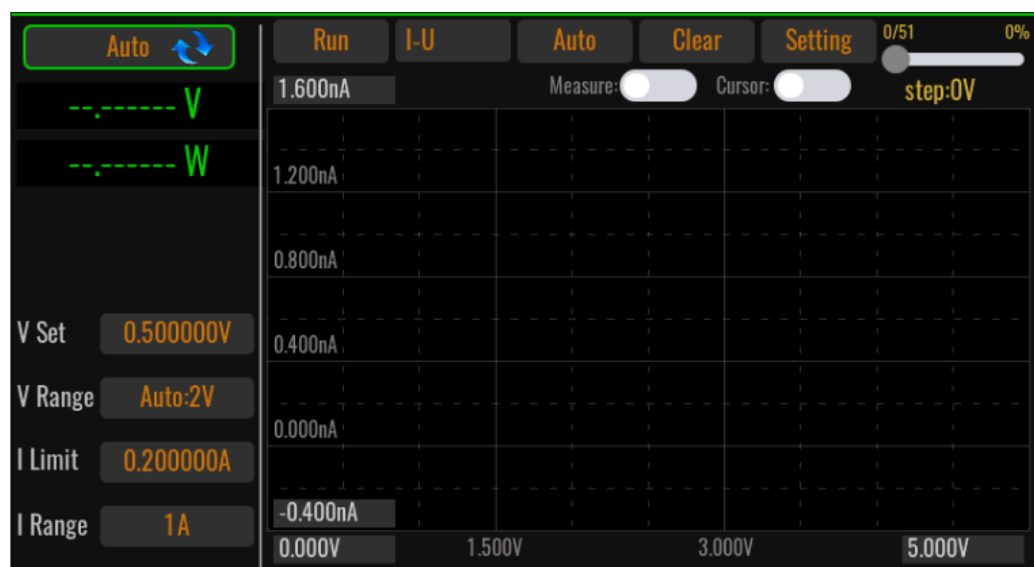 Auto
Run I-U Auto Clear Setting 0/51 0%
1.600nA Measure: Cursor: step:0V
--.------ V
--.------ W
1.200nA
0.800nA
V Set 0.500000V
0.400nA
V Range Auto:2V
0.000nA
I Limit 0.200000A
-0.400nA
I Range 1A
0.000V 1.500V 3.000V 5.000V